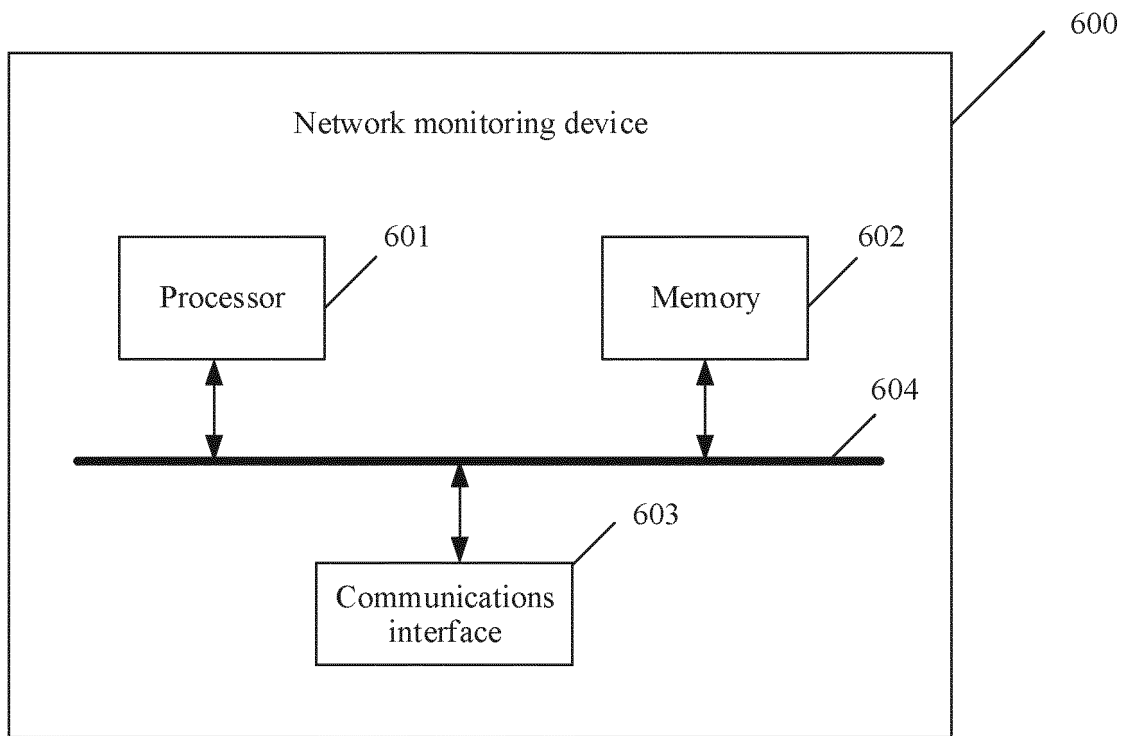 600
Network monitoring device
601
602
Processor
Memory
604
603
Communications
interface